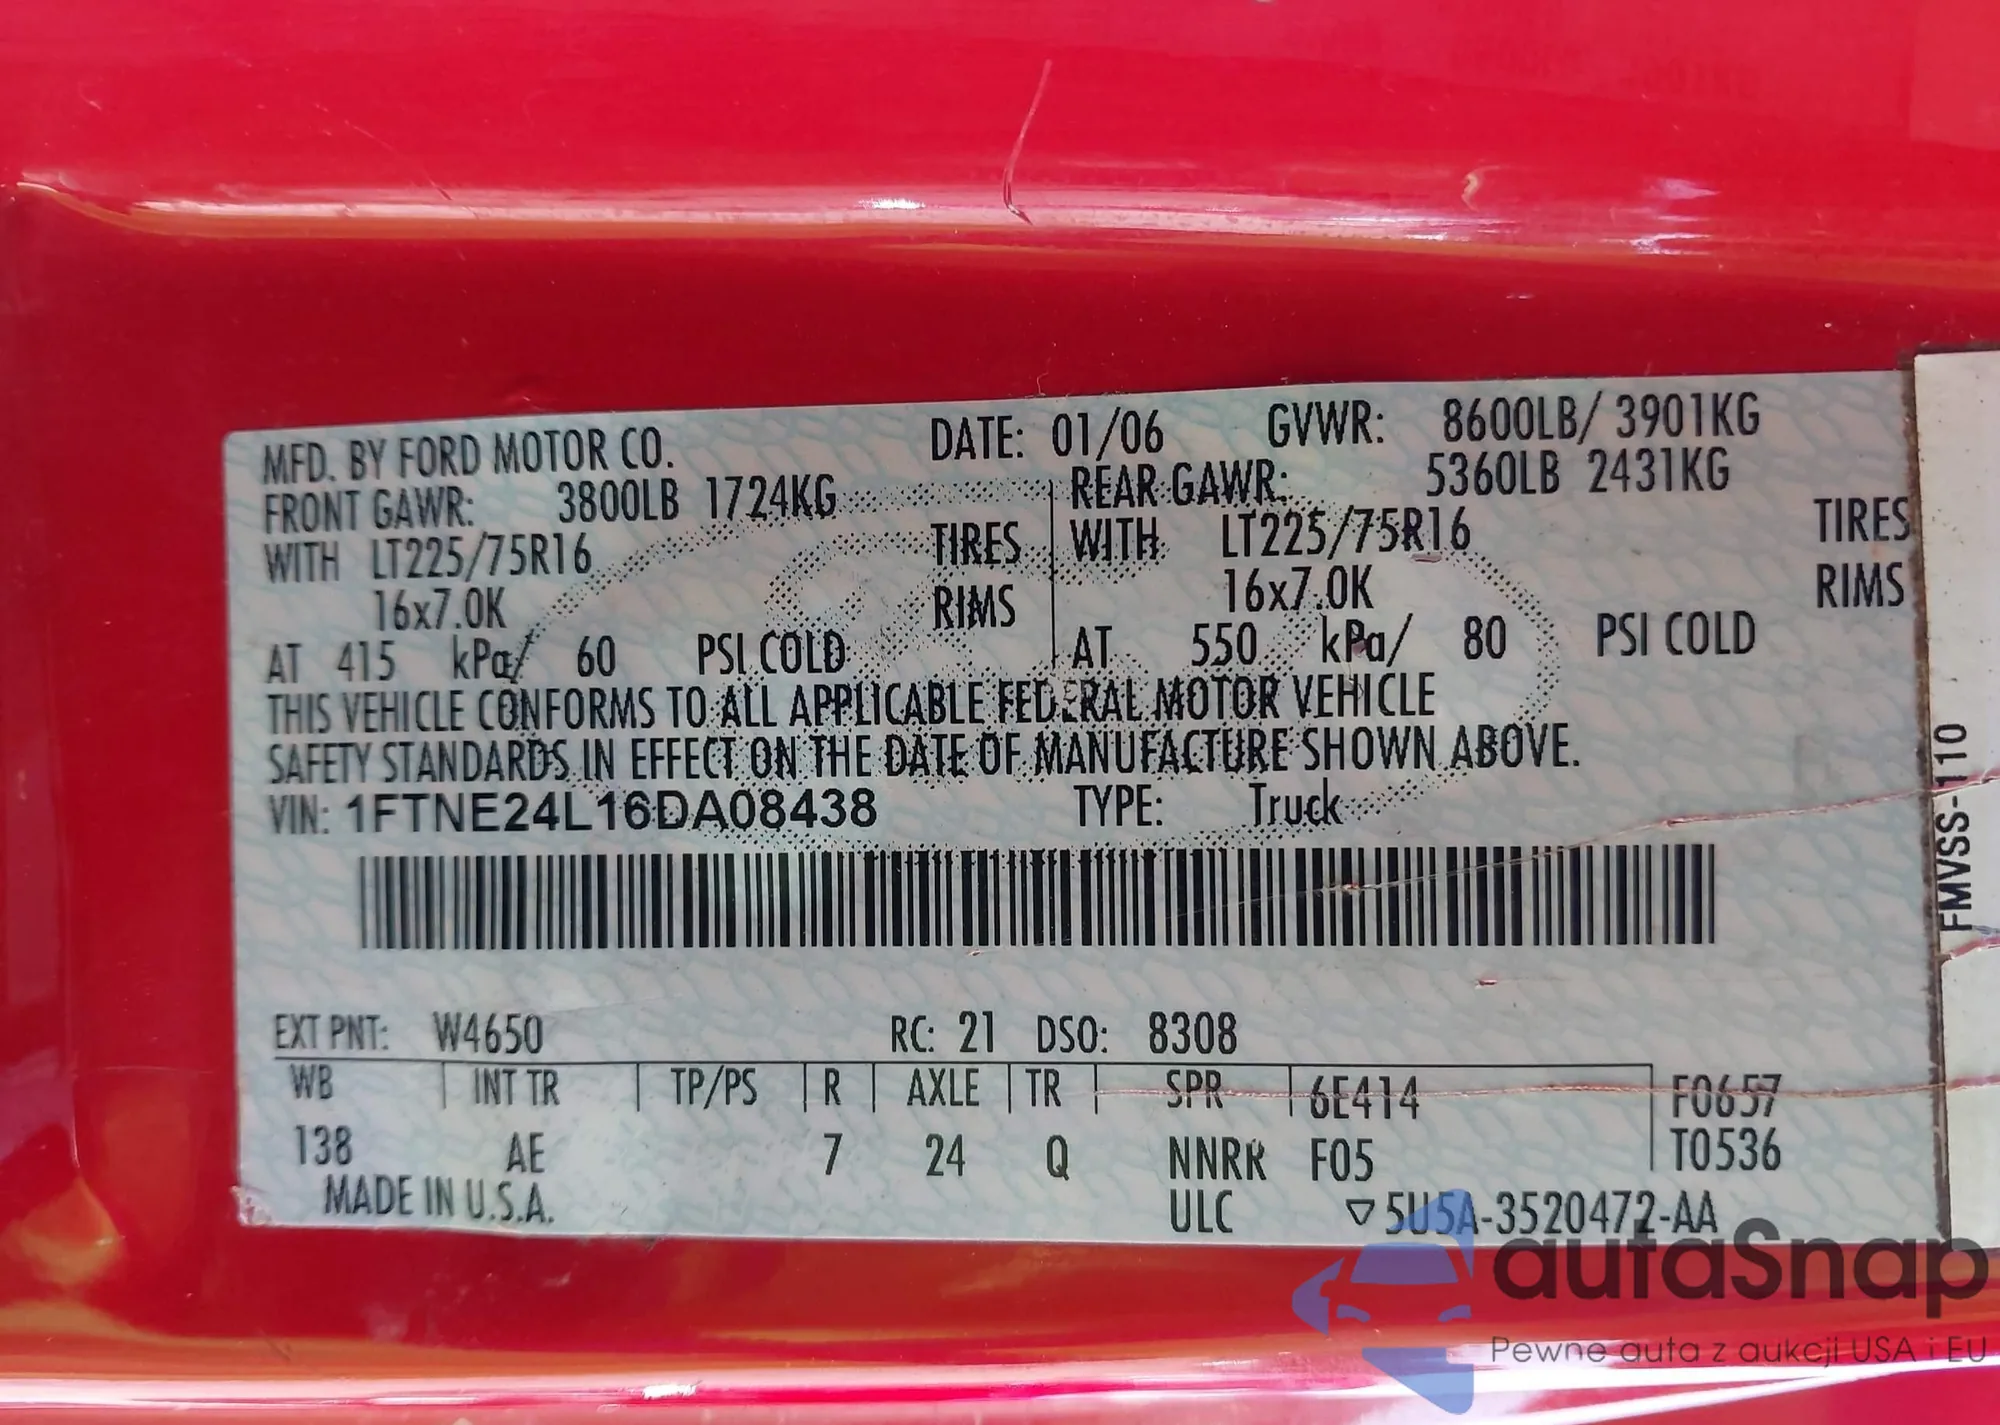 MFD. BY FORD MOTOR CO. DATE: 01/06 GVWR: 8600LB/ 3901KG
FRONT GAWR: 3800LB 1724KG REAR GAWR: 5360LB 2431KG
WITH LT225/75R16 TIRES WITH LT225/75R16 TIRES
16x7.0K RIMS 16x7.0K RIMS
AT 415 kPa/ 60 PSI COLD AT 550 kPa/ 80 PSI COLD
THIS VEHICLE CONFORMS TO ALL APPLICABLE FEDERAL MOTOR VEHICLE
SAFETY STANDARDS IN EFFECT ON THE DATE OF MANUFACTURE SHOWN ABOVE.
VIN: 1FTNE24L16DA08438 TYPE: Truck
EXT PNT: W4650 RC: 21 DSO: 8308
WB INT TR TP/PS R AXLE TR SPR 6E414 F0657
138 AE 7 24 Q NNRK F05 T0536
MADE IN U.S.A. ULC ▽5U5A-3520472-AA
FMVSS-110
autaSnap
Pewne auta z aukcji USA i EU